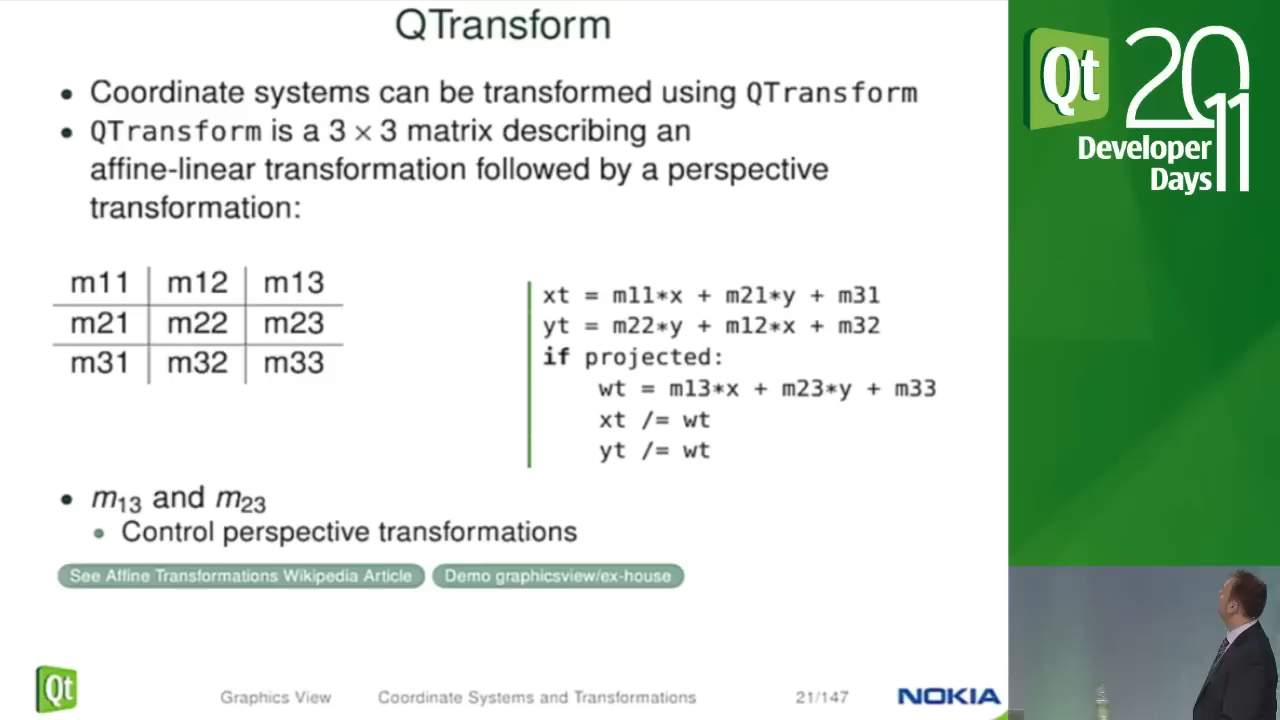 QTransform
• Coordinate systems can be transformed using QTransform
• QTransform is a 3 × 3 matrix describing an
affine-linear transformation followed by a perspective
transformation:
m11 m12 m13
m21 m22 m23
m31 m32 m33
xt = m11*x + m21*y + m31
yt = m22*y + m12*x + m32
if projected:
wt = m13*x + m23*y + m33
xt /= wt
yt /= wt
• m13 and m23
• Control perspective transformations
See Affine Transformations Wikipedia Article Demo graphicsview/ex-house
Qt Graphics View Coordinate Systems and Transformations 21/147 NOKIA
Qt 2011
Developer
Days